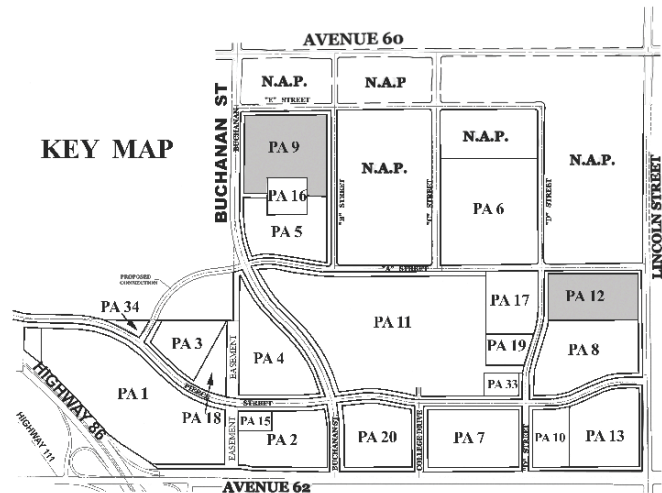 AVENUE 60
N.A.P.
N.A.P
"E" STREET
BUCHANAN ST
BUCHANAN
KEY MAP
PA 9
N.A.P.
N.A.P.
N.A.P.
PA 16
"B" STREET
"C" STREET
PA 6
"D" STREET
LINCOLN STREET
PA 5
"A" STREET
PROPOSED
CONNECTION
PA 34
PA 17
PA 12
PA 3
EASEMENT
PA 4
PA 11
PA 19
PA 8
PA 33
PA 1
PIERCE
STREET
PA 18
HIGHWAY 86
HIGHWAY 111
EASEMENT
PA 15
PA 2
BUCHANAN ST.
PA 20
COLLEGE DRIVE
PA 7
"D" STREET
PA 10
PA 13
AVENUE 62